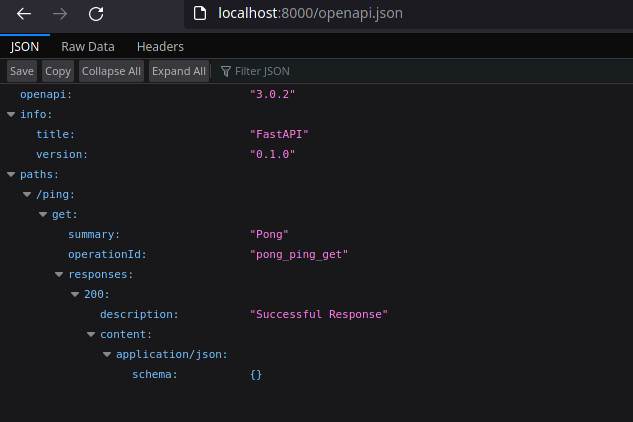 localhost:8000/openapi.json
JSON Raw Data Headers
Save Copy Collapse All Expand All Filter JSON
openapi: "3.0.2"
info:
title: "FastAPI"
version: "0.1.0"
paths:
/ping:
get:
summary: "Pong"
operationId: "pong_ping_get"
responses:
200:
description: "Successful Response"
content:
application/json:
schema: {}